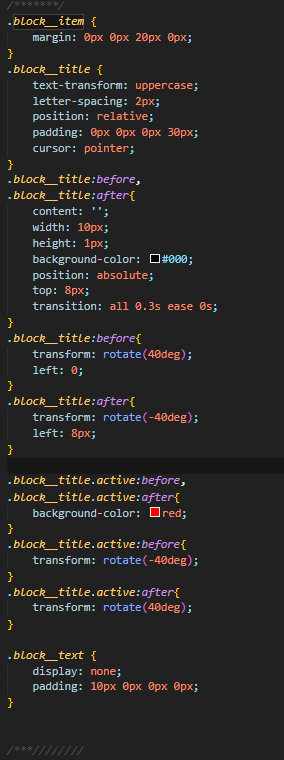 /*******/
.block__item {
    margin: 0px 0px 20px 0px;
}
.block__title {
    text-transform: uppercase;
    letter-spacing: 2px;
    position: relative;
    padding: 0px 0px 0px 30px;
    cursor: pointer;
}
.block__title:before,
.block__title:after{
    content: '';
    width: 10px;
    height: 1px;
    background-color: #000;
    position: absolute;
    top: 8px;
    transition: all 0.3s ease 0s;
}
.block__title:before{
    transform: rotate(40deg);
    left: 0;
}
.block__title:after{
    transform: rotate(-40deg);
    left: 8px;
}
.block__title.active:before,
.block__title.active:after{
    background-color: red;
}
.block__title.active:before{
    transform: rotate(-40deg);
}
.block__title.active:after{
    transform: rotate(40deg);
}
.block__text {
    display: none;
    padding: 10px 0px 0px 0px;
}
/***////////